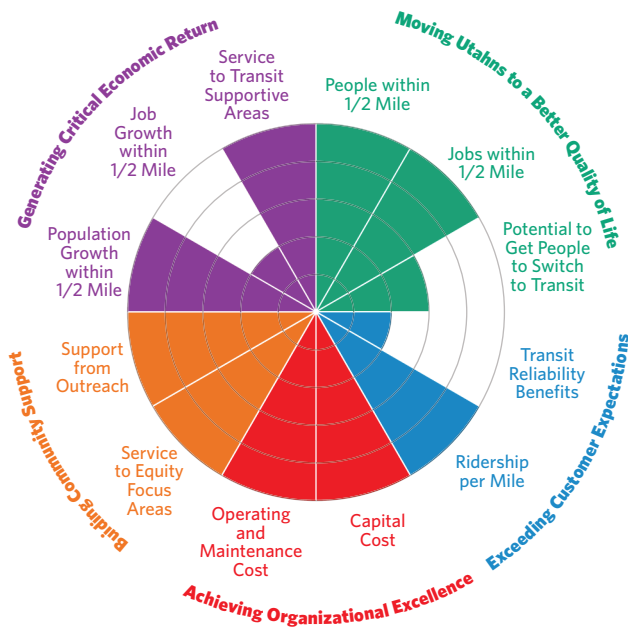 Generating Critical Economic Return
Moving Utahns to a Better Quality of Life
Service
to Transit
Supportive
Areas
People within
1/2 Mile
Job
Growth
within
1/2 Mile
Jobs within
1/2 Mile
Population
Growth
within
1/2 Mile
Potential to
Get People
to Switch
to Transit
Support
from
Outreach
Transit
Reliability
Benefits
Service
to Equity
Focus
Areas
Ridership
per Mile
Operating
and
Maintenance
Cost
Capital
Cost
Building Community Support
Exceeding Customer Expectations
Achieving Organizational Excellence